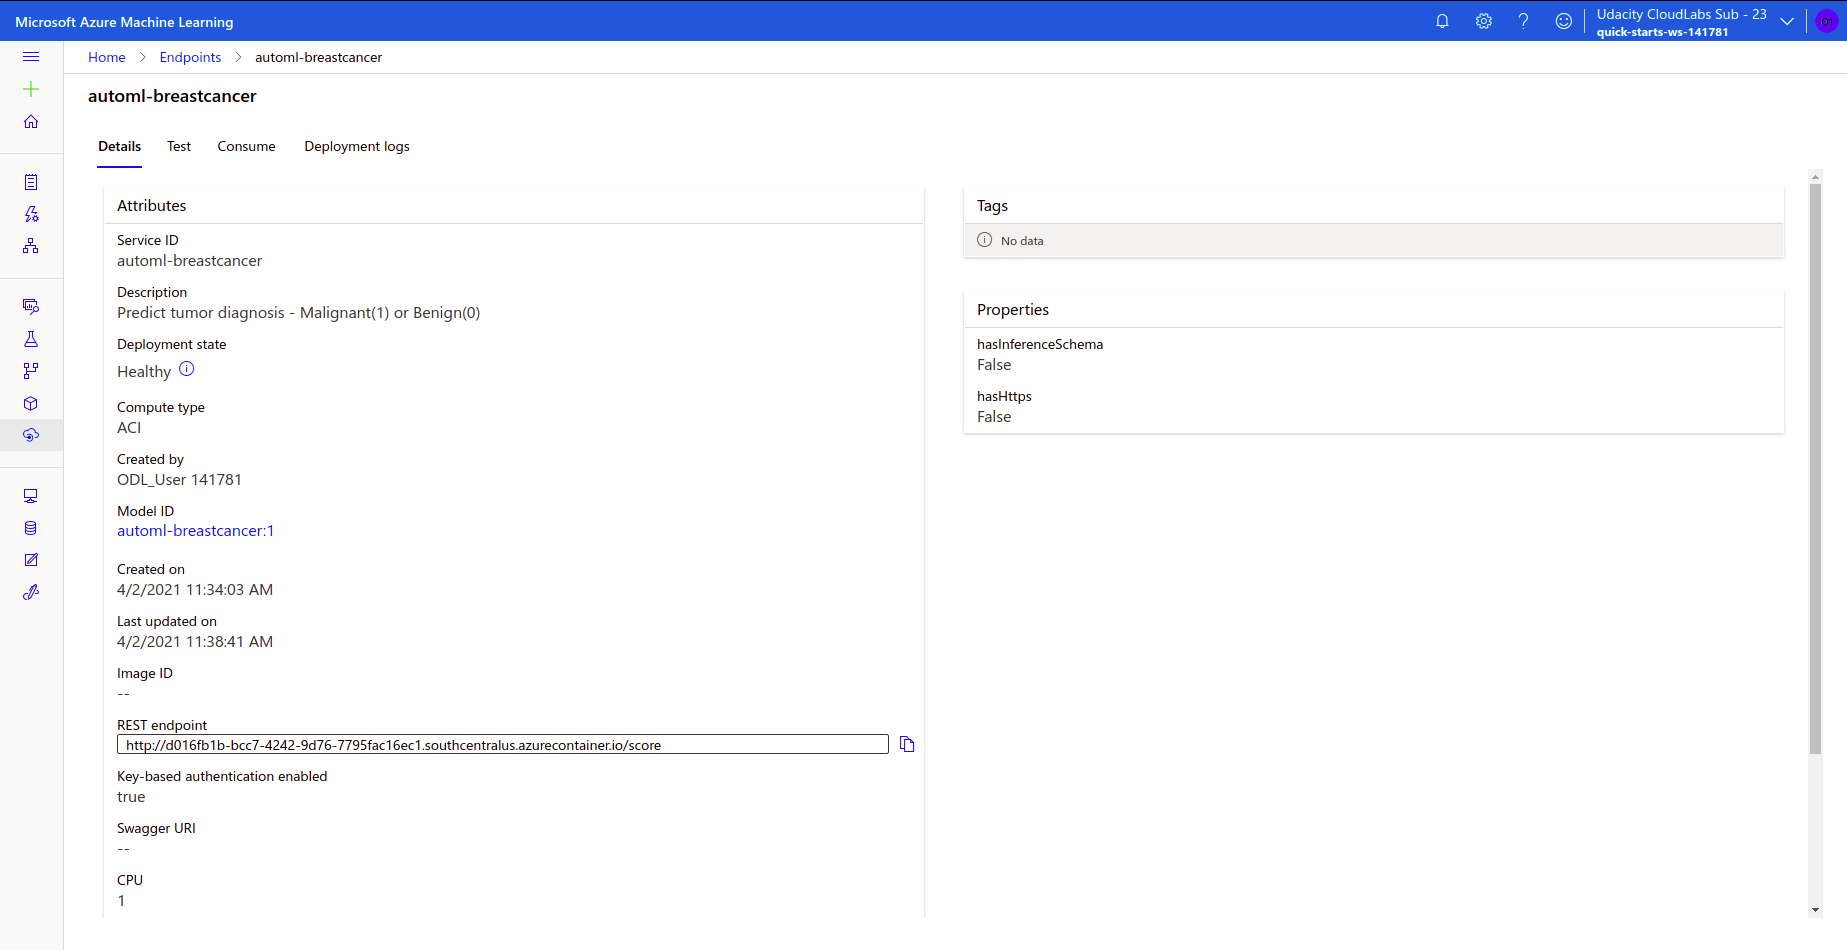 Microsoft Azure Machine Learning
Udacity CloudLabs Sub - 23
quick-starts-ws-141781
O1
Home > Endpoints > automl-breastcancer
automl-breastcancer
Details Test Consume Deployment logs
Attributes
Service ID
automl-breastcancer
Description
Predict tumor diagnosis - Malignant(1) or Benign(0)
Deployment state
Healthy
Compute type
ACI
Created by
ODL_User 141781
Model ID
automl-breastcancer:1
Created on
4/2/2021 11:34:03 AM
Last updated on
4/2/2021 11:38:41 AM
Image ID
--
REST endpoint
http://d016fb1b-bcc7-4242-9d76-7795fac16ec1.southcentralus.azurecontainer.io/score
Key-based authentication enabled
true
Swagger URI
--
CPU
1
Tags
No data
Properties
hasInferenceSchema
False
hasHttps
False